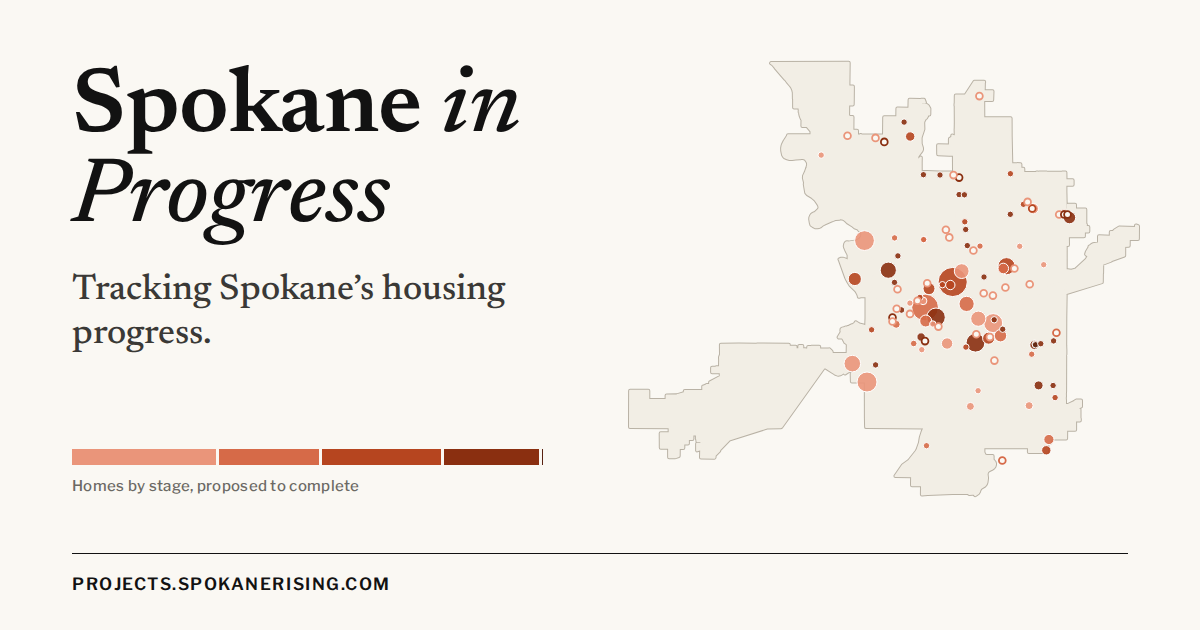 Spokane in
Progress
Tracking Spokane’s housing
progress.
Homes by stage, proposed to complete
PROJECTS.SPOKANERISING.COM